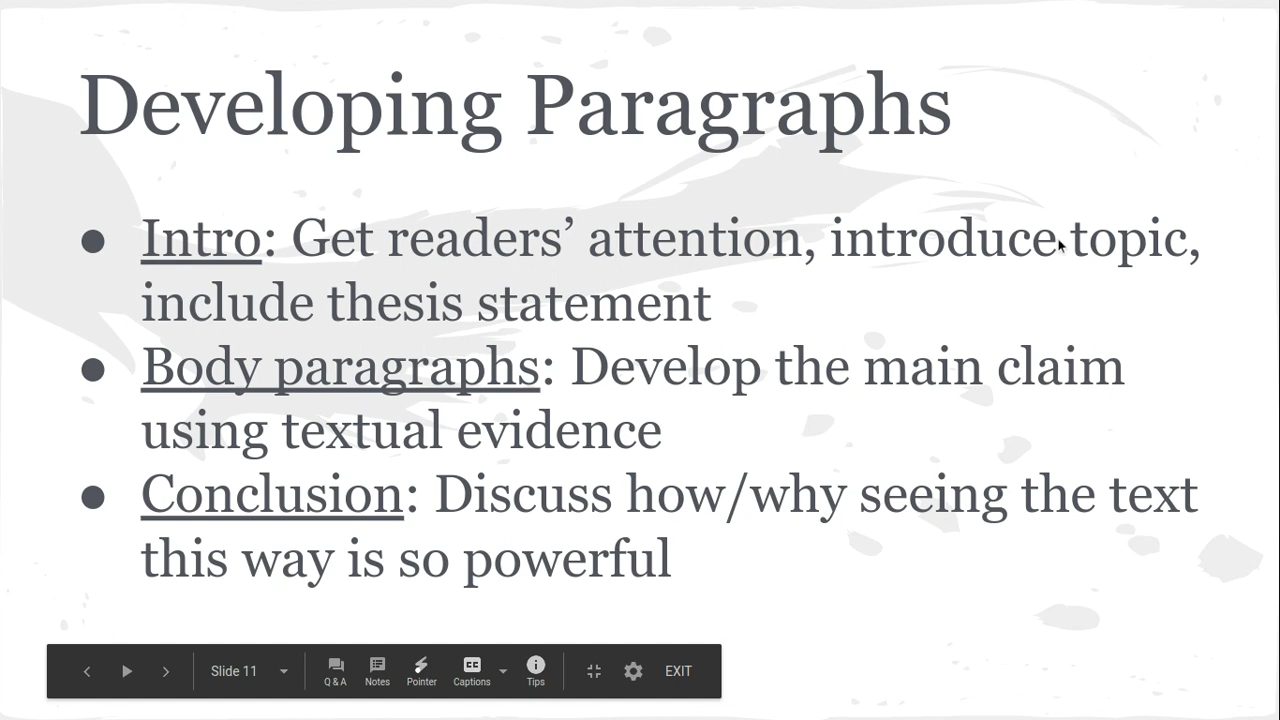 Developing Paragraphs
● Intro: Get readers’ attention, introduce topic,
include thesis statement
● Body paragraphs: Develop the main claim
using textual evidence
● Conclusion: Discuss how/why seeing the text
this way is so powerful
Slide 11 Q & A Notes Pointer Captions Tips EXIT